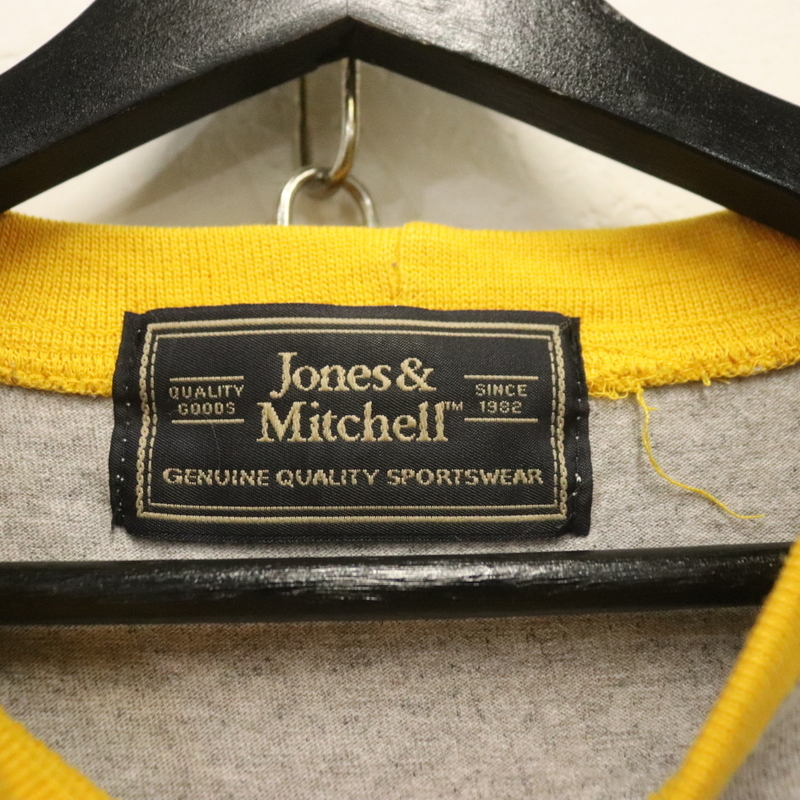 Jones &
Mitchell™
QUALITY
GOODS
SINCE
1982
GENUINE QUALITY SPORTSWEAR